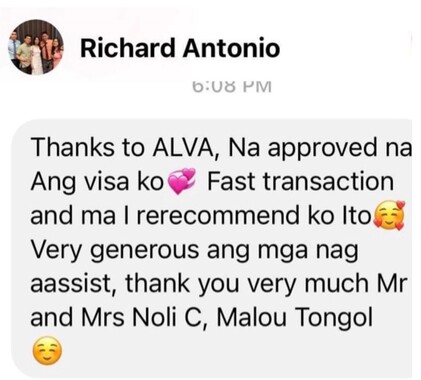 Richard Antonio
6:08 PM
Thanks to ALVA, Na approved na
Ang visa ko💞 Fast transaction
and ma I rerecommend ko Ito🥰
Very generous ang mga nag
aassist, thank you very much Mr
and Mrs Noli C, Malou Tongol
☺️